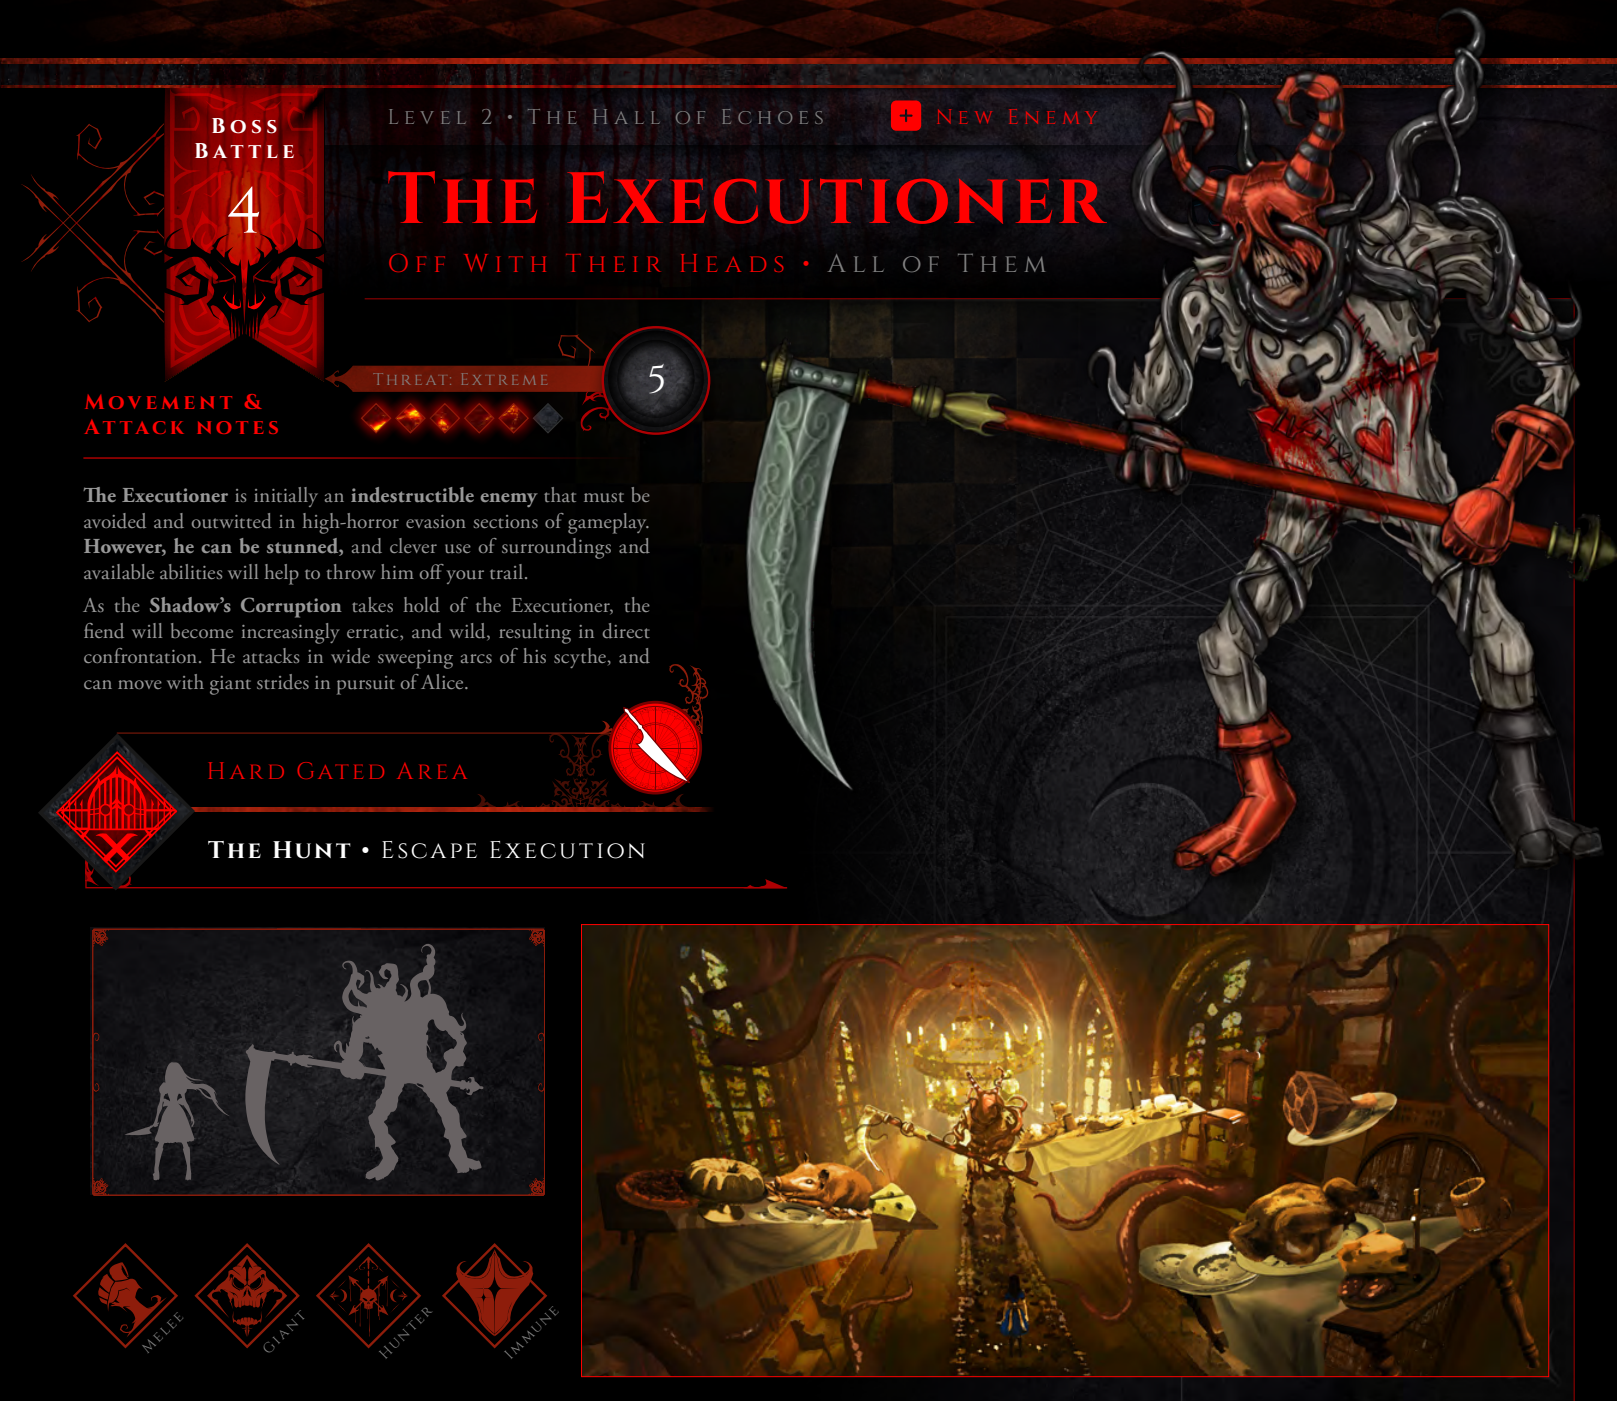 Boss
Battle
4
Level 2 • The Hall of Echoes
+ New Enemy
The Executioner
Off With Their Heads • All of Them
Threat: Extreme
5
Movement &
Attack notes
The Executioner is initially an indestructible enemy that must be
avoided and outwitted in high-horror evasion sections of gameplay.
However, he can be stunned, and clever use of surroundings and
available abilities will help to throw him off your trail.
As the Shadow's Corruption takes hold of the Executioner, the
fiend will become increasingly erratic, and wild, resulting in direct
confrontation. He attacks in wide sweeping arcs of his scythe, and
can move with giant strides in pursuit of Alice.
Hard Gated Area
The Hunt • Escape Execution
Melee
Giant
Hunter
Immune